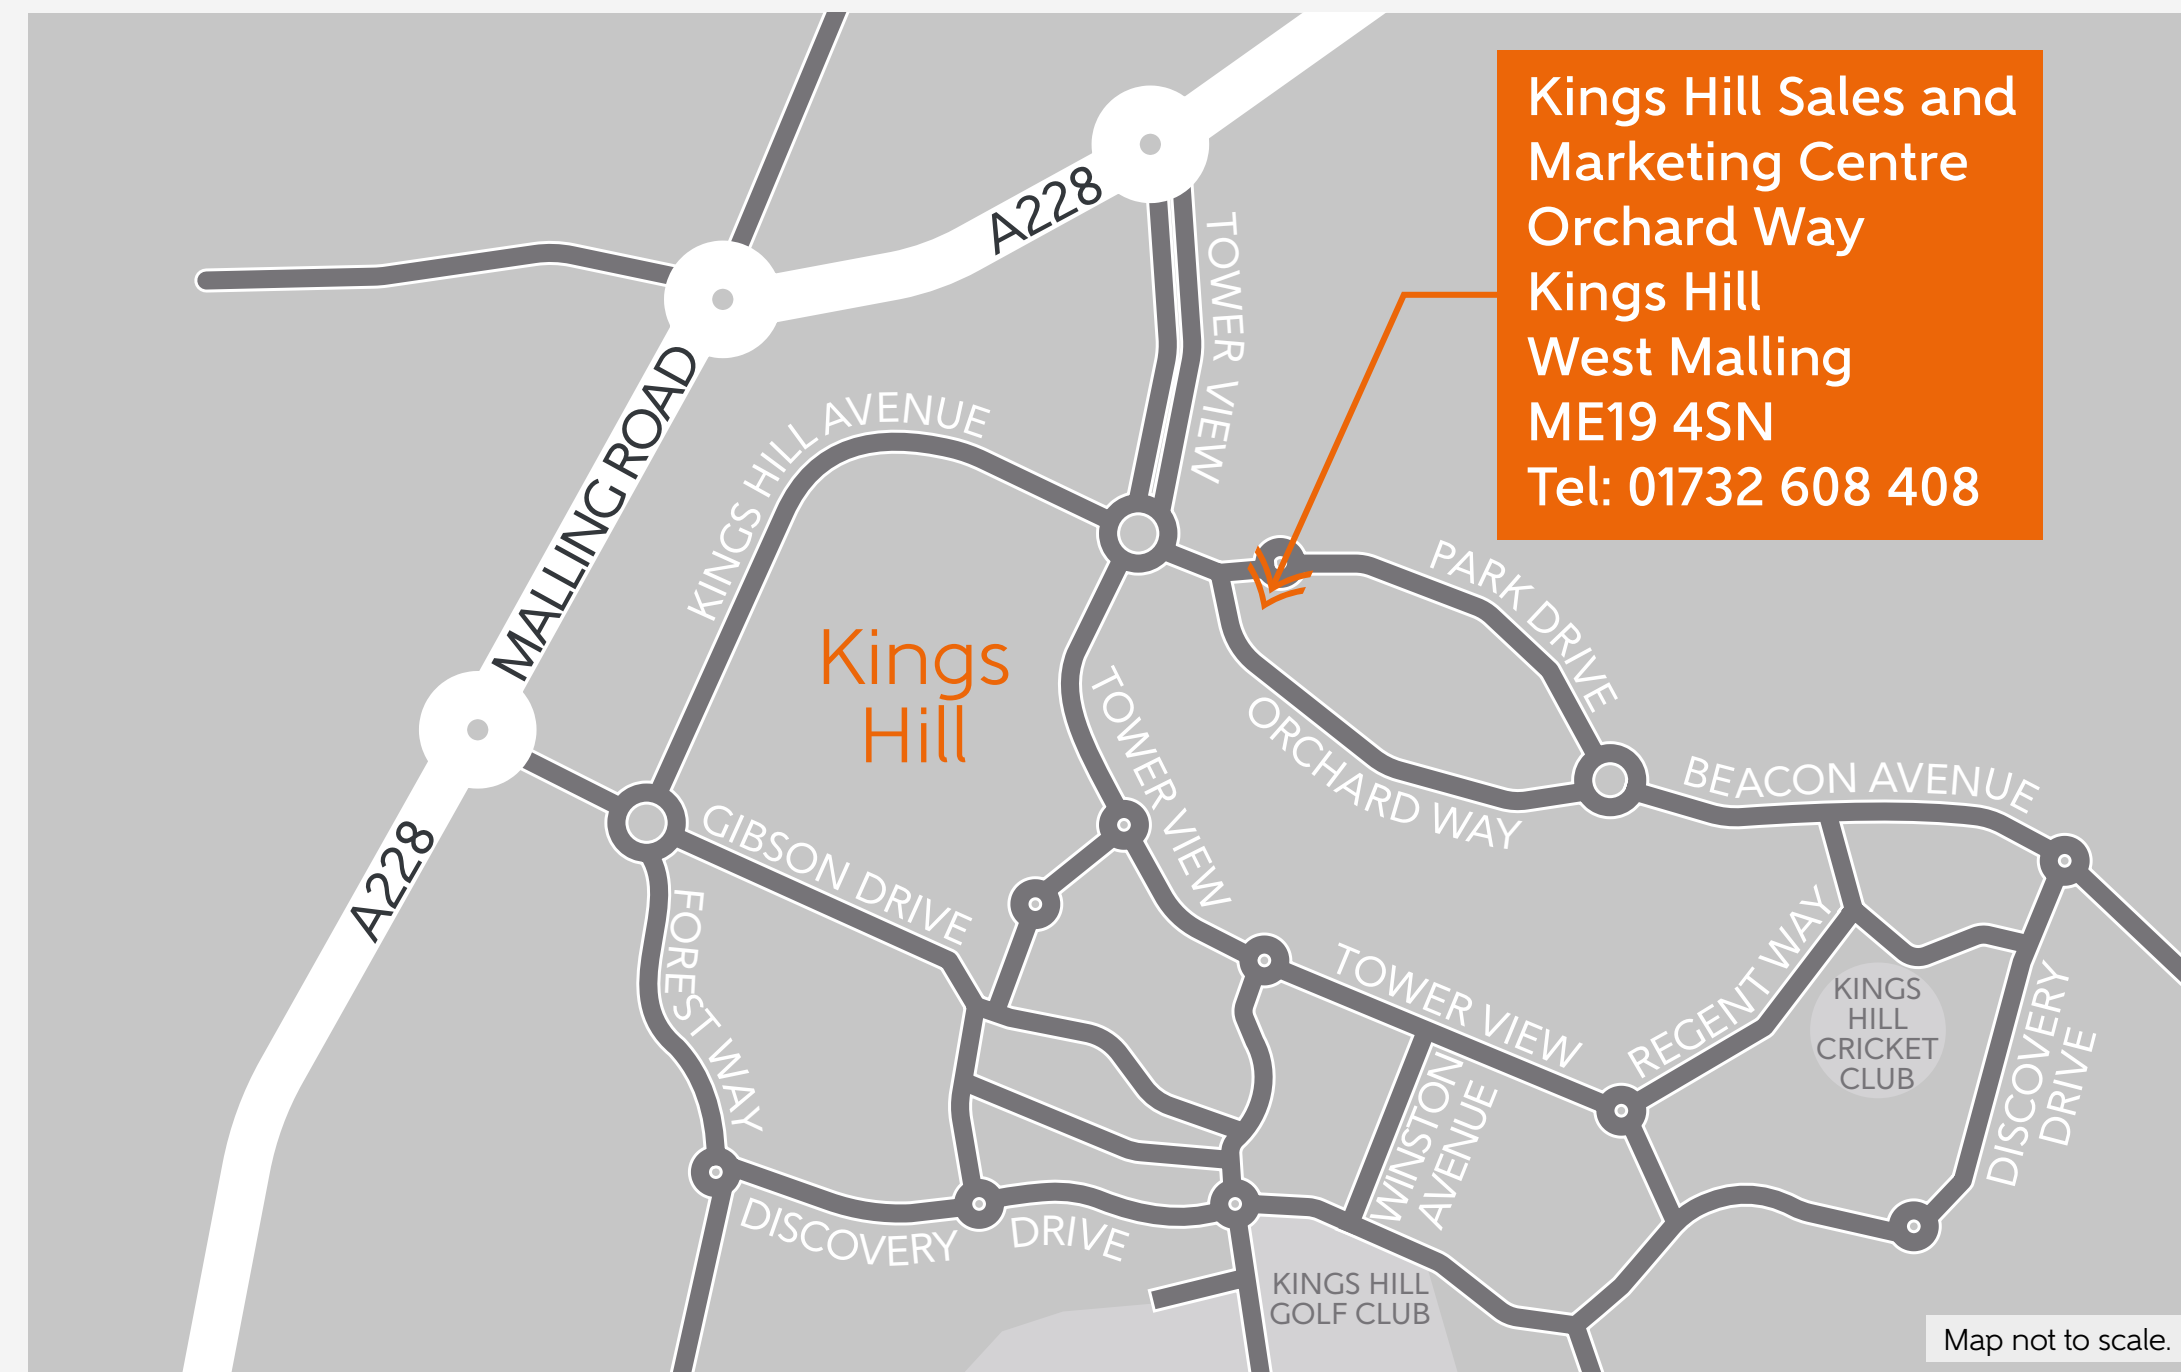 Kings Hill Sales and
Marketing Centre
Orchard Way
Kings Hill
West Malling
ME19 4SN
Tel: 01732 608 408
A228
TOWER VIEW
MALLING ROAD
KINGS HILL AVENUE
PARK DRIVE
Kings
Hill
TOWER VIEW
ORCHARD WAY
BEACON AVENUE
GIBSON DRIVE
A228
FOREST WAY
TOWER VIEW
REGENT WAY
KINGS
HILL
CRICKET
CLUB
DISCOVERY
DRIVE
WINSTON
AVENUE
DISCOVERY DRIVE
KINGS HILL
GOLF CLUB
Map not to scale.